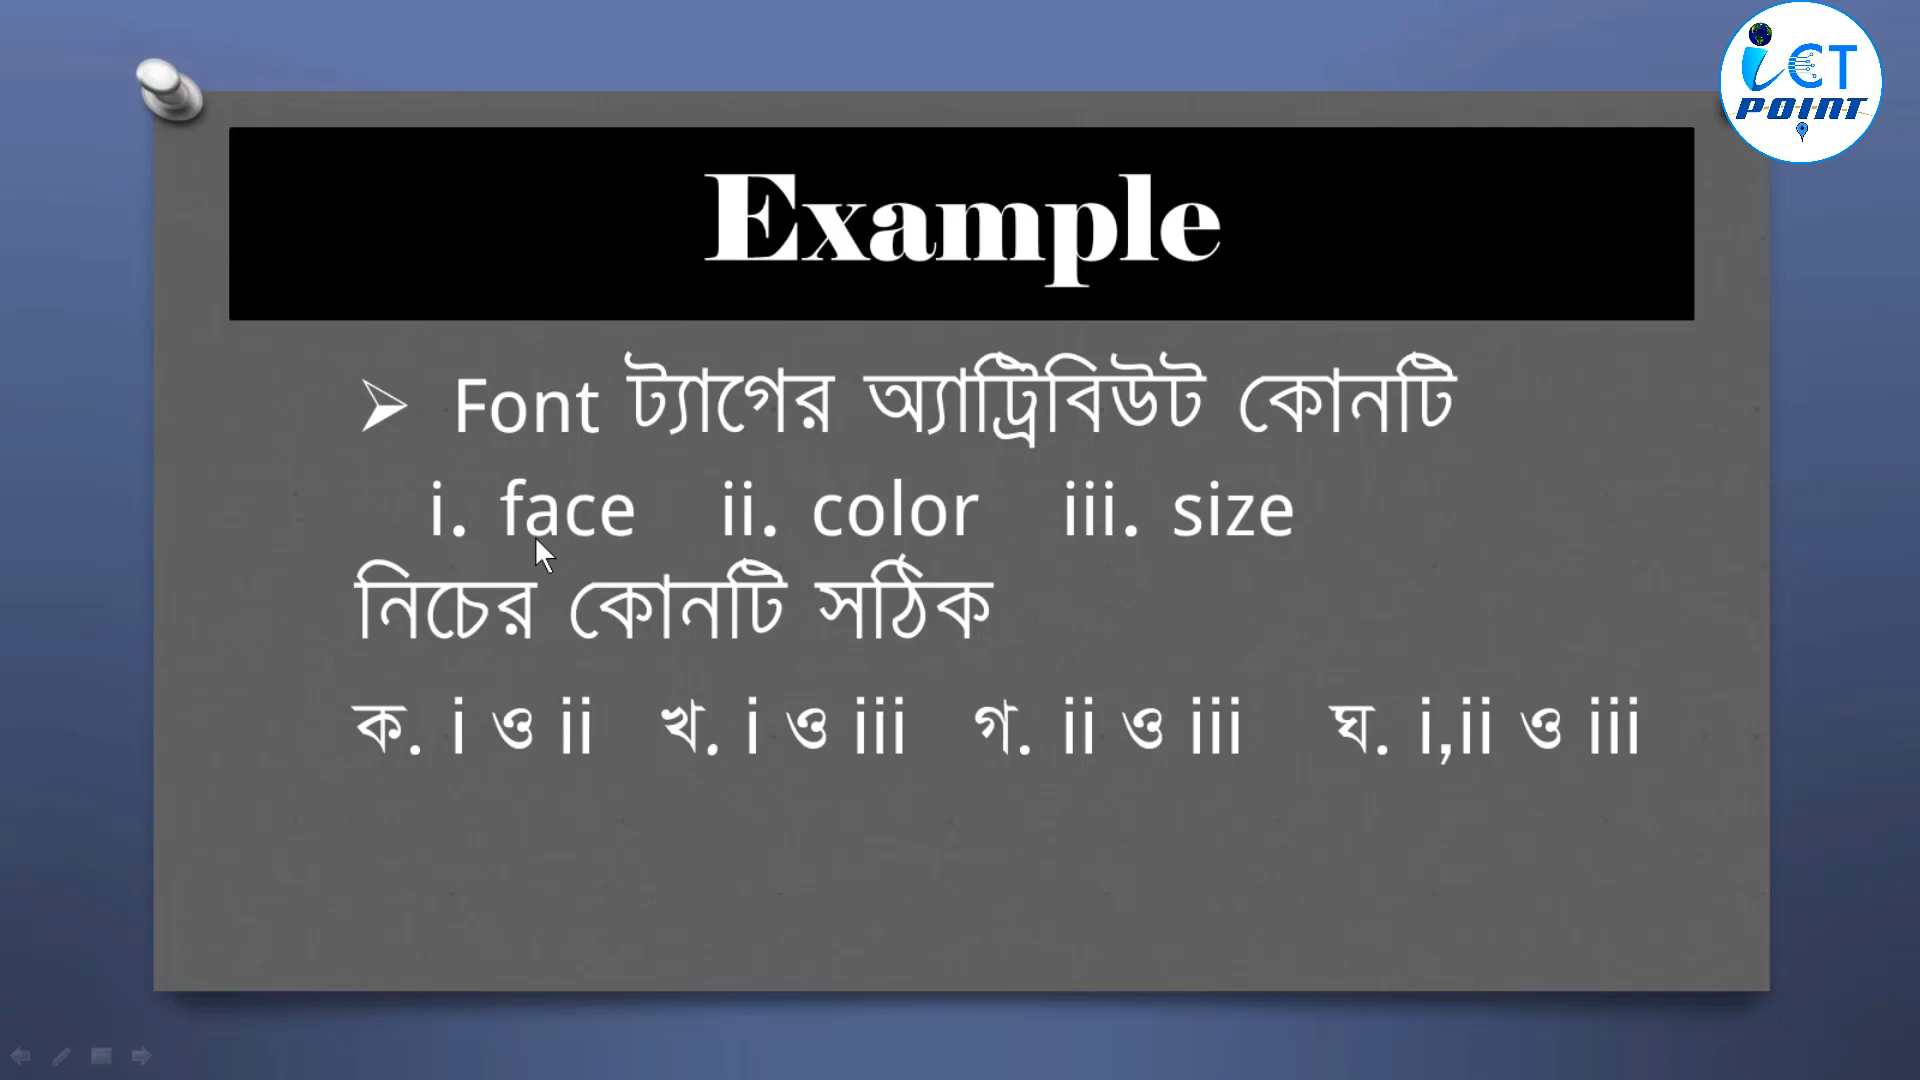 iCT
POINT
Example
➢ Font ট্যাগের অ্যাট্রিবিউট কোনটি
i. face ii. color iii. size
নিচের কোনটি সঠিক
ক. i ও ii খ. i ও iii গ. ii ও iii ঘ. i,ii ও iii